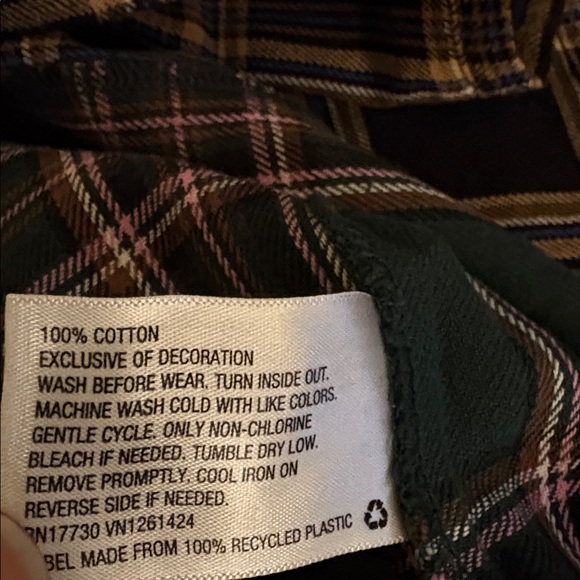 100% COTTON
EXCLUSIVE OF DECORATION
WASH BEFORE WEAR. TURN INSIDE OUT.
MACHINE WASH COLD WITH LIKE COLORS.
GENTLE CYCLE. ONLY NON-CHLORINE
BLEACH IF NEEDED. TUMBLE DRY LOW.
REMOVE PROMPTLY. COOL IRON ON
REVERSE SIDE IF NEEDED.
RN17730 VN1261424
BEL MADE FROM 100% RECYCLED PLASTIC